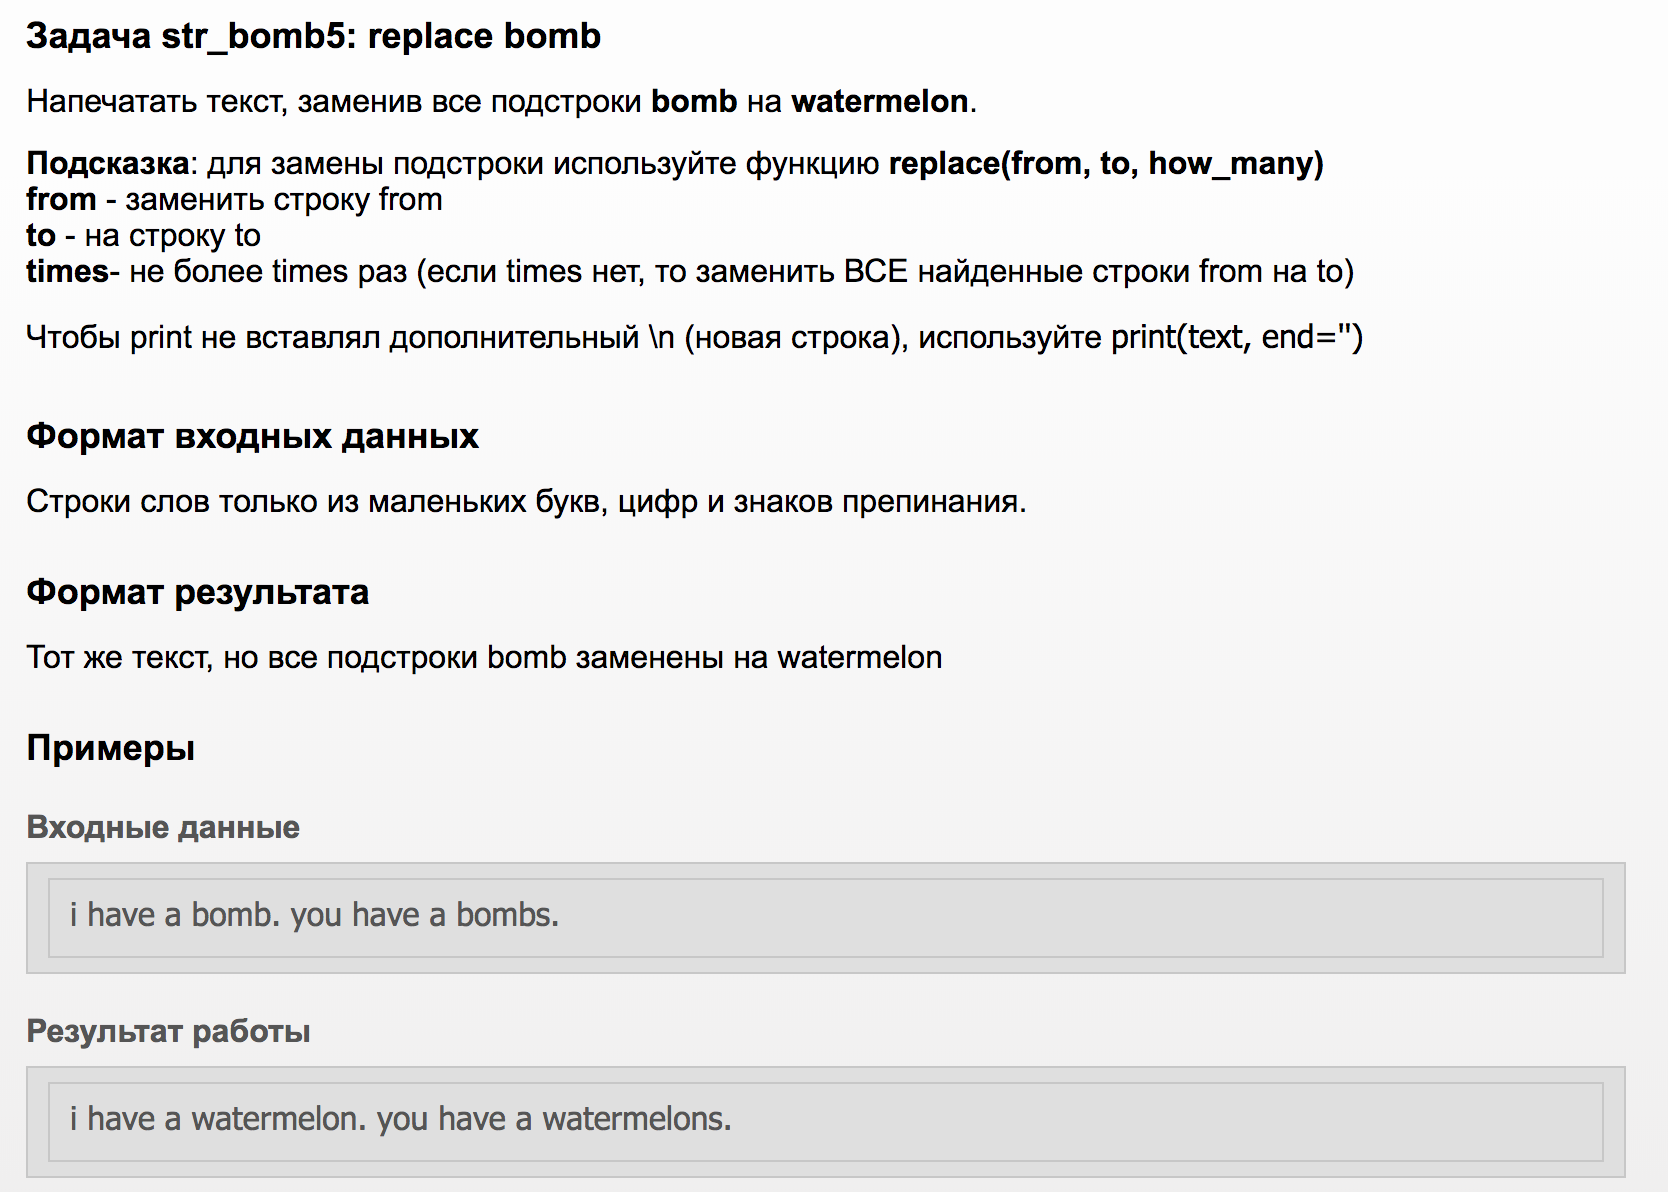 Задача str_bomb5: replace bomb
Напечатать текст, заменив все подстроки bomb на watermelon.
Подсказка: для замены подстроки используйте функцию replace(from, to, how_many)
from - заменить строку from
to - на строку to
times- не более times раз (если times нет, то заменить ВСЕ найденные строки from на to)
Чтобы print не вставлял дополнительный \n (новая строка), используйте print(text, end='')
Формат входных данных
Строки слов только из маленьких букв, цифр и знаков препинания.
Формат результата
Тот же текст, но все подстроки bomb заменены на watermelon
Примеры
Входные данные
i have a bomb. you have a bombs.
Результат работы
i have a watermelon. you have a watermelons.